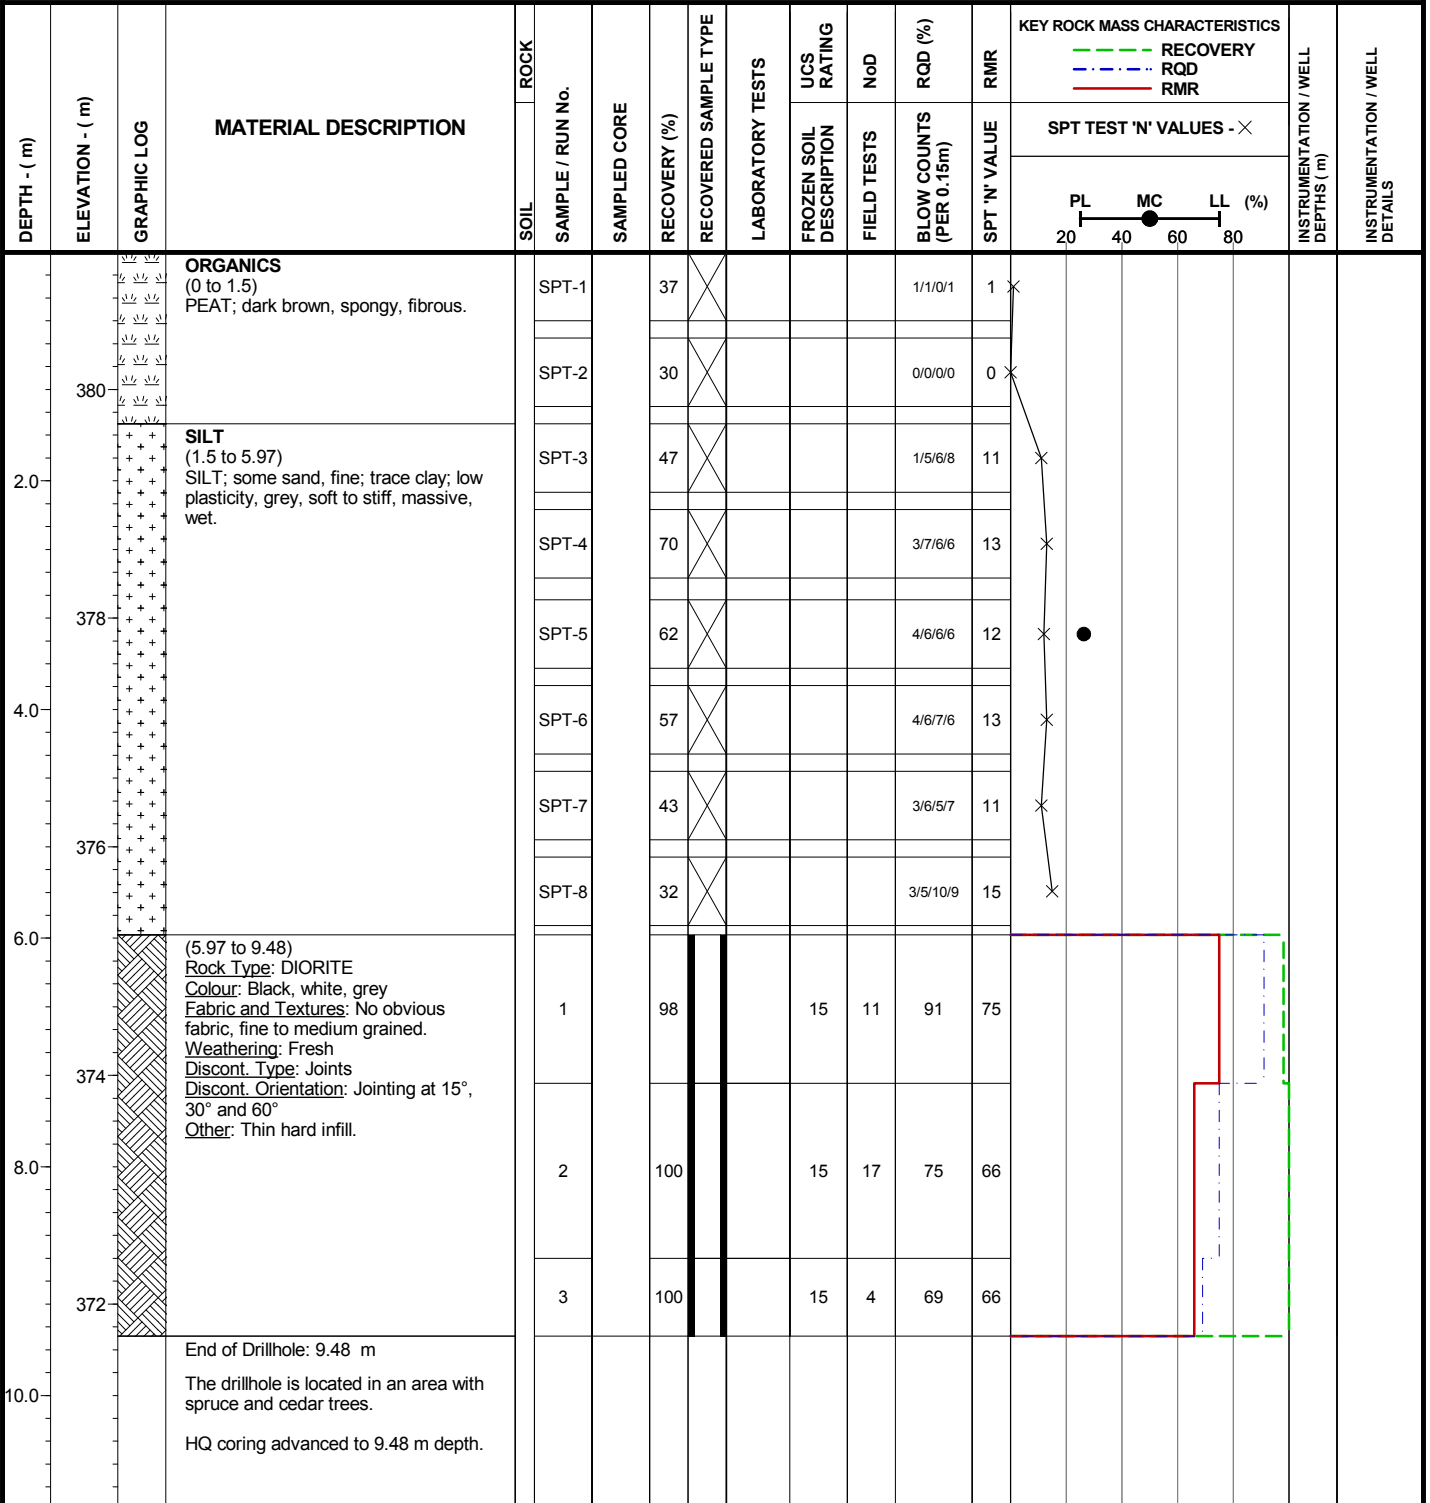 DEPTH - ( m)
ELEVATION - ( m)
GRAPHIC LOG
MATERIAL DESCRIPTION
SOIL
ROCK
SAMPLE / RUN No.
SAMPLED CORE
RECOVERY (%)
RECOVERED SAMPLE TYPE
LABORATORY TESTS
UCS RATING
FROZEN SOIL DESCRIPTION
NoD
FIELD TESTS
RQD (%)
BLOW COUNTS (PER 0.15m)
RMR
SPT 'N' VALUE
KEY ROCK MASS CHARACTERISTICS
RECOVERY
RQD
RMR
SPT TEST 'N' VALUES - ×
PL MC LL (%)
20 40 60 80
INSTRUMENTATION / WELL DEPTHS ( m)
INSTRUMENTATION / WELL DETAILS
ORGANICS
(0 to 1.5)
PEAT; dark brown, spongy, fibrous.
SPT-1 37 1/1/0/1 1
SPT-2 30 0/0/0/0 0
380
SILT
(1.5 to 5.97)
SILT; some sand, fine; trace clay; low
plasticity, grey, soft to stiff, massive,
wet.
SPT-3 47 1/5/6/8 11
2.0
SPT-4 70 3/7/6/6 13
378
SPT-5 62 4/6/6/6 12
4.0
SPT-6 57 4/6/7/6 13
SPT-7 43 3/6/5/7 11
376
SPT-8 32 3/5/10/9 15
6.0
(5.97 to 9.48)
Rock Type: DIORITE
Colour: Black, white, grey
Fabric and Textures: No obvious
fabric, fine to medium grained.
Weathering: Fresh
Discont. Type: Joints
Discont. Orientation: Jointing at 15°,
30° and 60°
Other: Thin hard infill.
1 98 15 11 91 75
374
8.0
2 100 15 17 75 66
372
3 100 15 4 69 66
End of Drillhole: 9.48 m
The drillhole is located in an area with
spruce and cedar trees.
10.0
HQ coring advanced to 9.48 m depth.